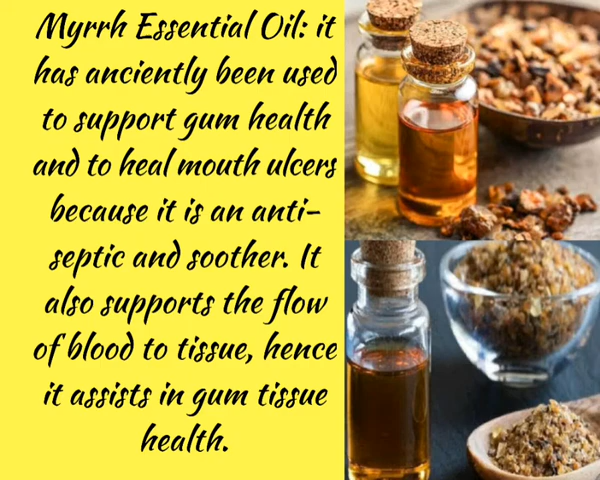 Myrrh Essential Oil: it
has anciently been used
to support gum health
and to heal mouth ulcers
because it is an anti-
septic and soother. It
also supports the flow
of blood to tissue, hence
it assists in gum tissue
health.